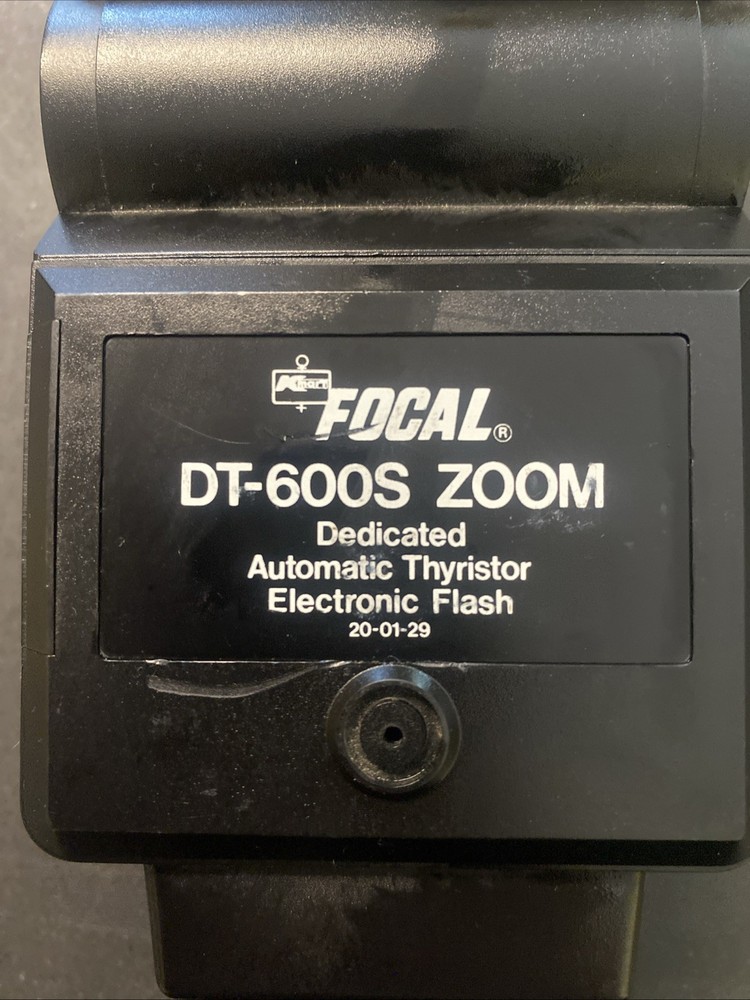 Kmart
FOCAL®
DT-600S ZOOM
Dedicated
Automatic Thyristor
Electronic Flash
20-01-29